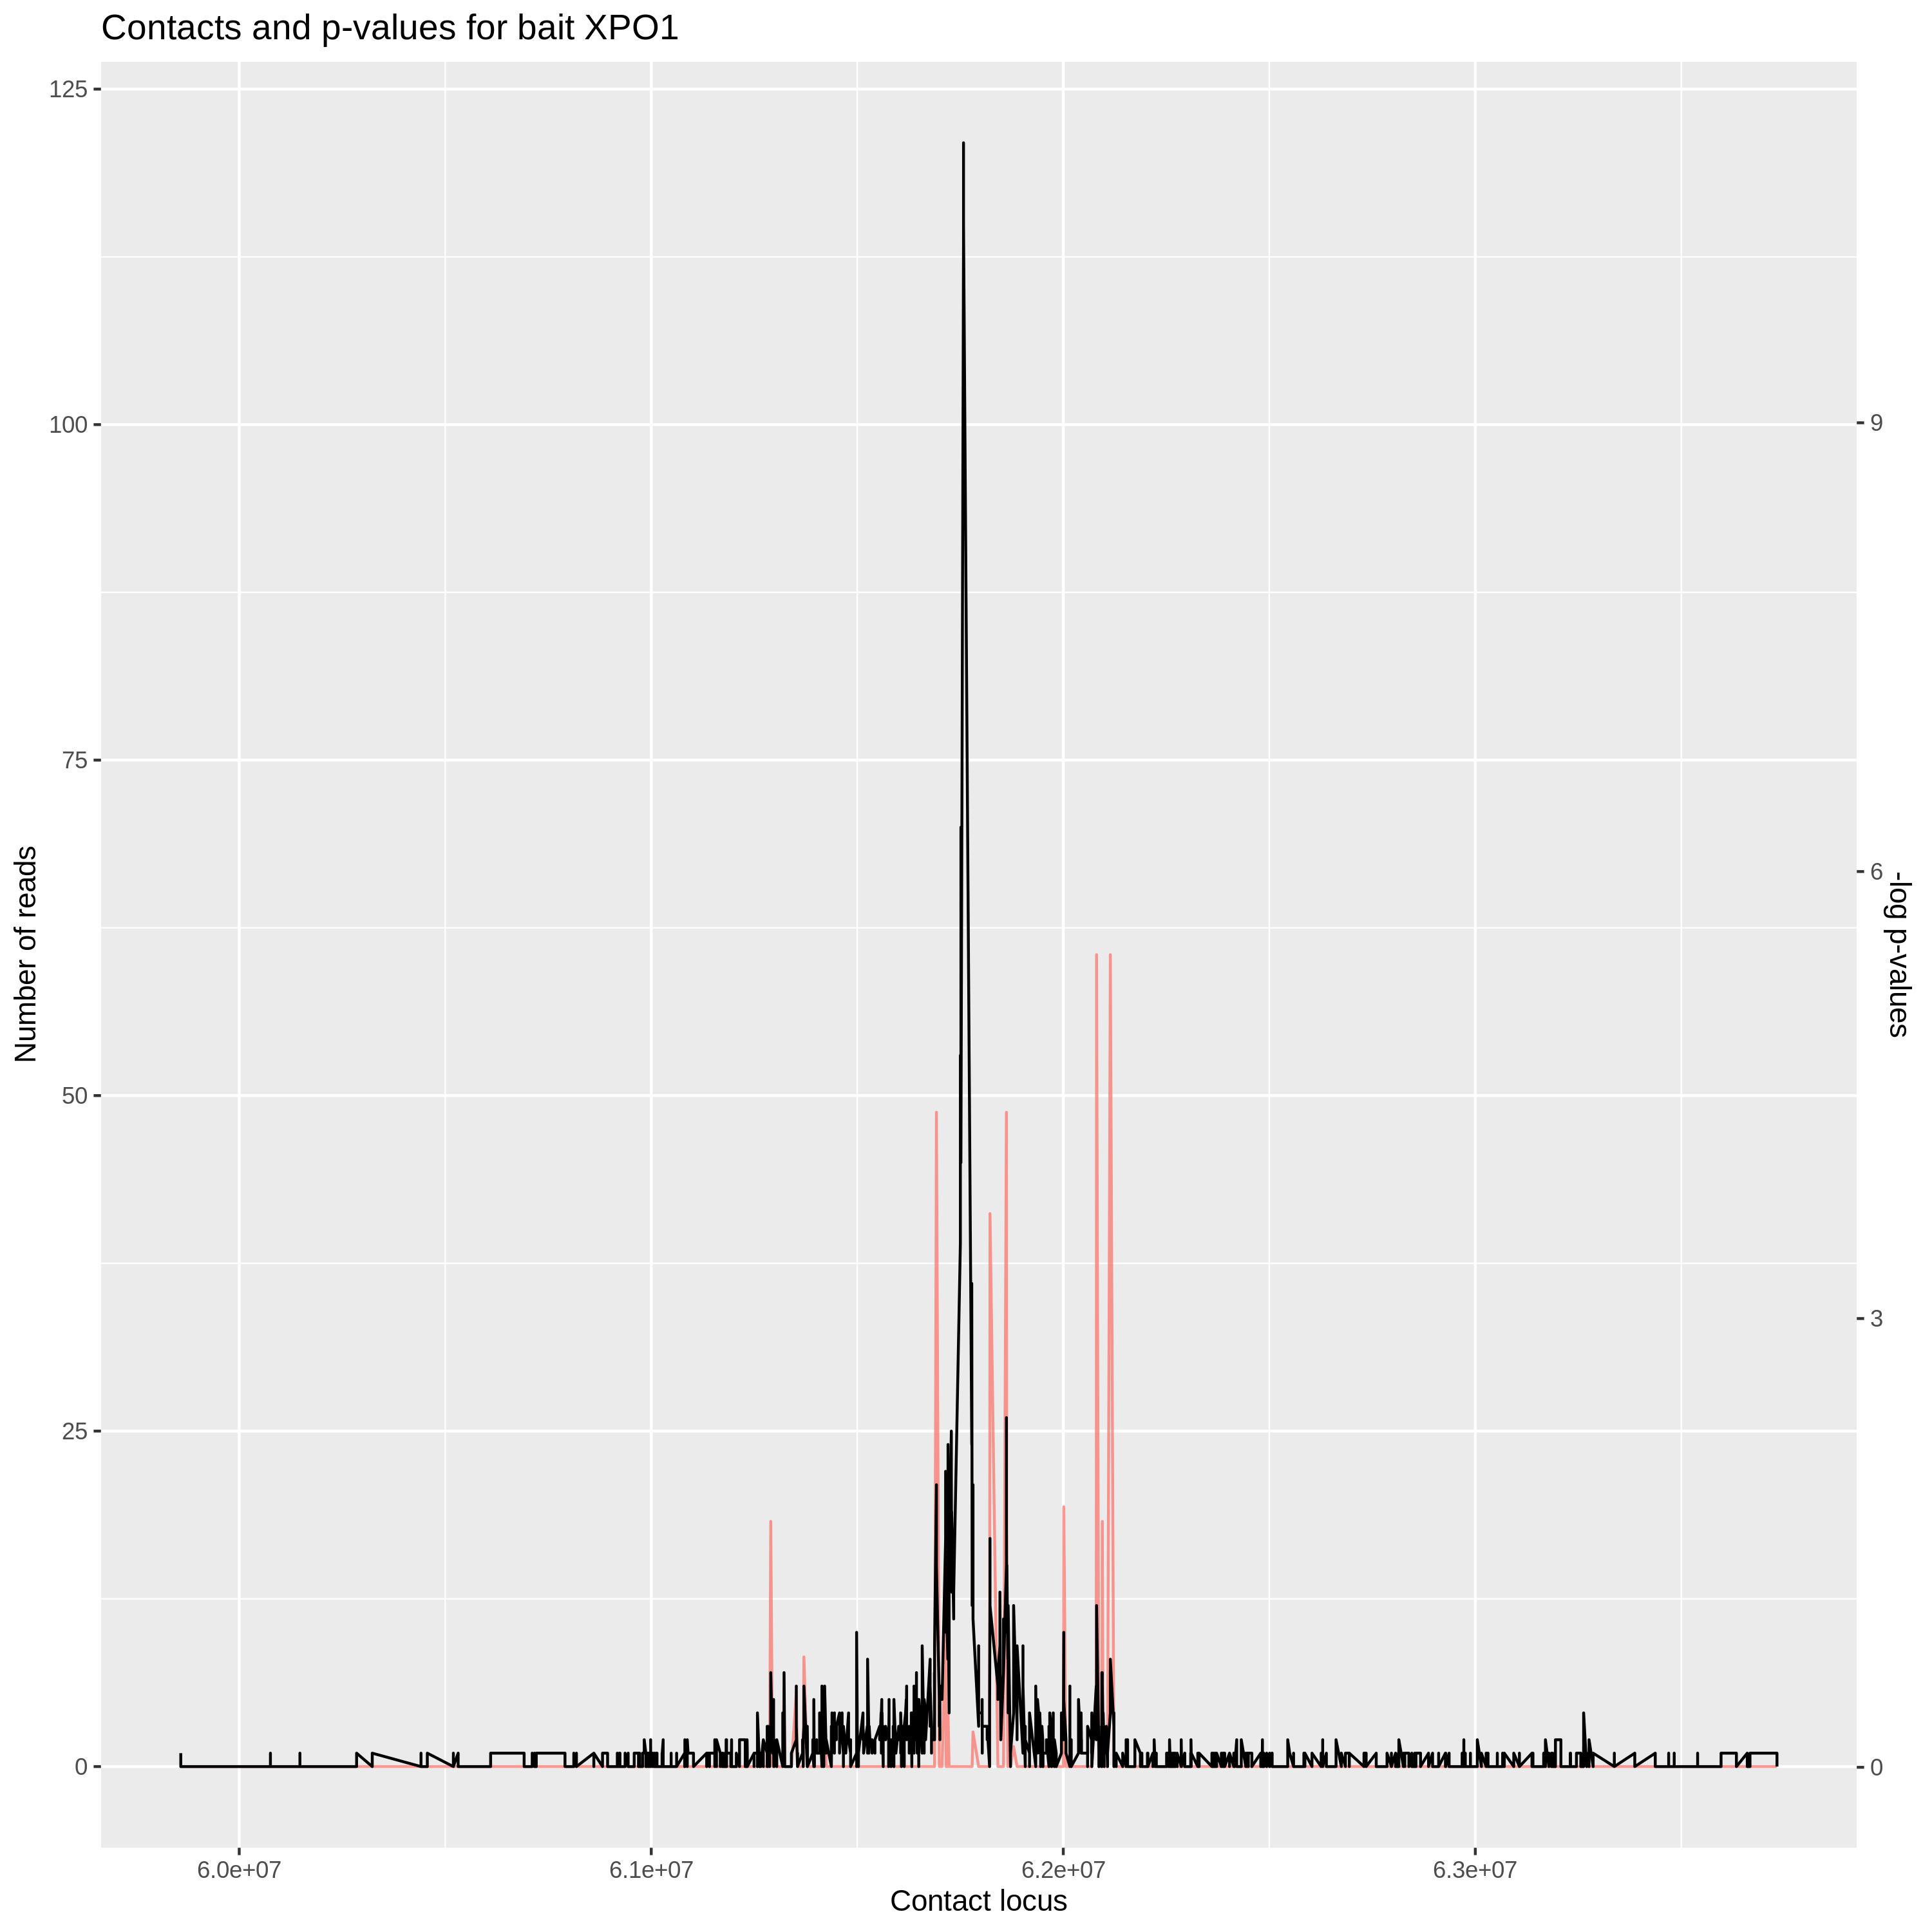 Contacts and p-values for bait XPO1
125
100
75
50
25
0
Number of reads
9
6
3
0
-log p-values
6.0e+07
6.1e+07
6.2e+07
6.3e+07
Contact locus